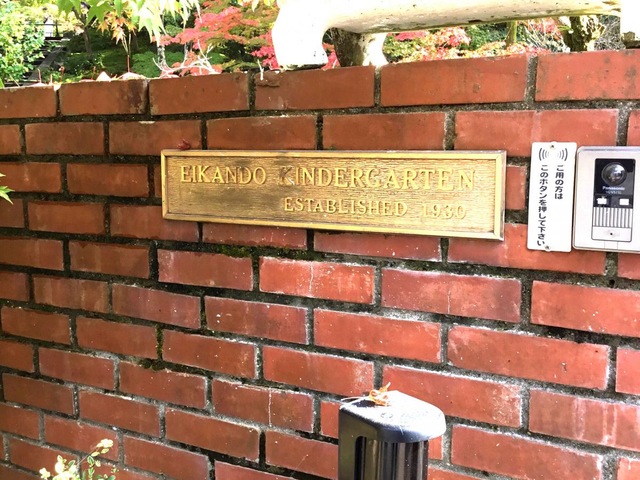 EIKANDO KINDERGARTEN
ESTABLISHED 1930
ご用の方は
このボタンを押して下さい
Panasonic